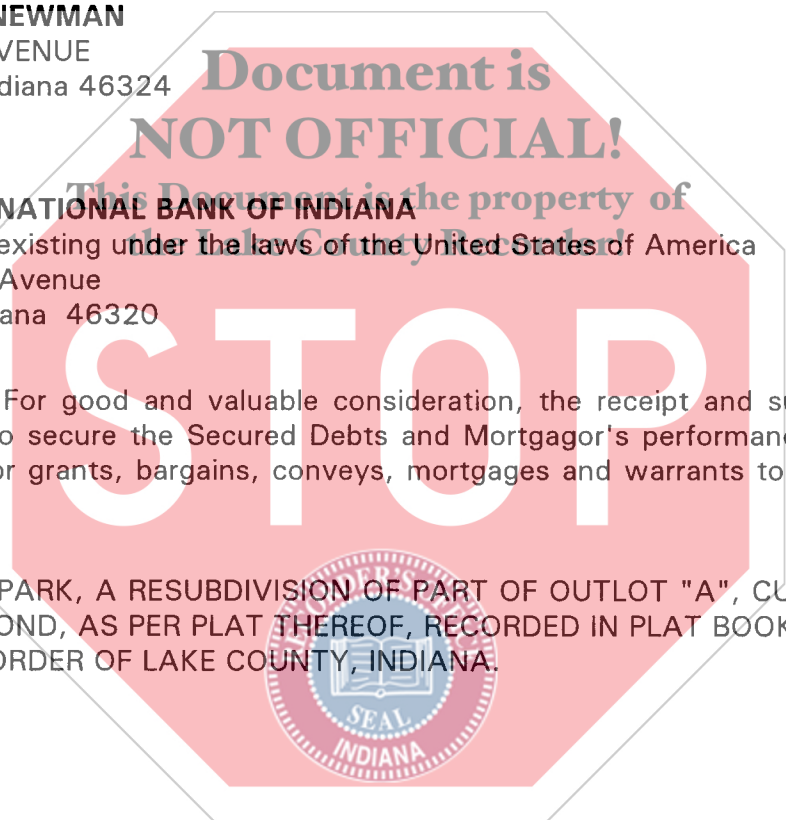 NEWMAN
VENUE
diana 46324
Document is
NOT OFFICIAL!
This Document is the property of
the Lake County Recorder!
NATIONAL BANK OF INDIANA
existing under the laws of the United States of America
Avenue
ana 46320
STOP
For good and valuable consideration, the receipt and su
o secure the Secured Debts and Mortgagor's performan
or grants, bargains, conveys, mortgages and warrants to
PARK, A RESUBDIVISION OF PART OF OUTLOT "A", CU
OND, AS PER PLAT THEREOF, RECORDED IN PLAT BOOK
ORDER OF LAKE COUNTY, INDIANA.
SEAL
INDIANA